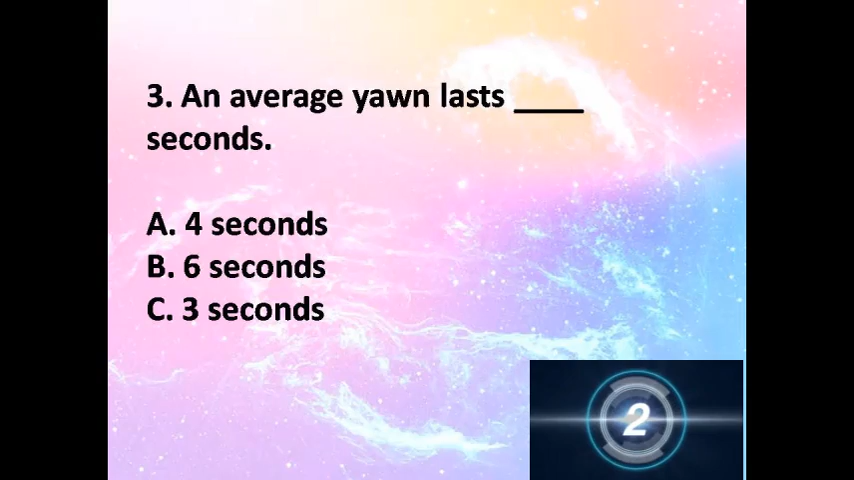 3. An average yawn lasts ____
seconds.
A. 4 seconds
B. 6 seconds
C. 3 seconds
2